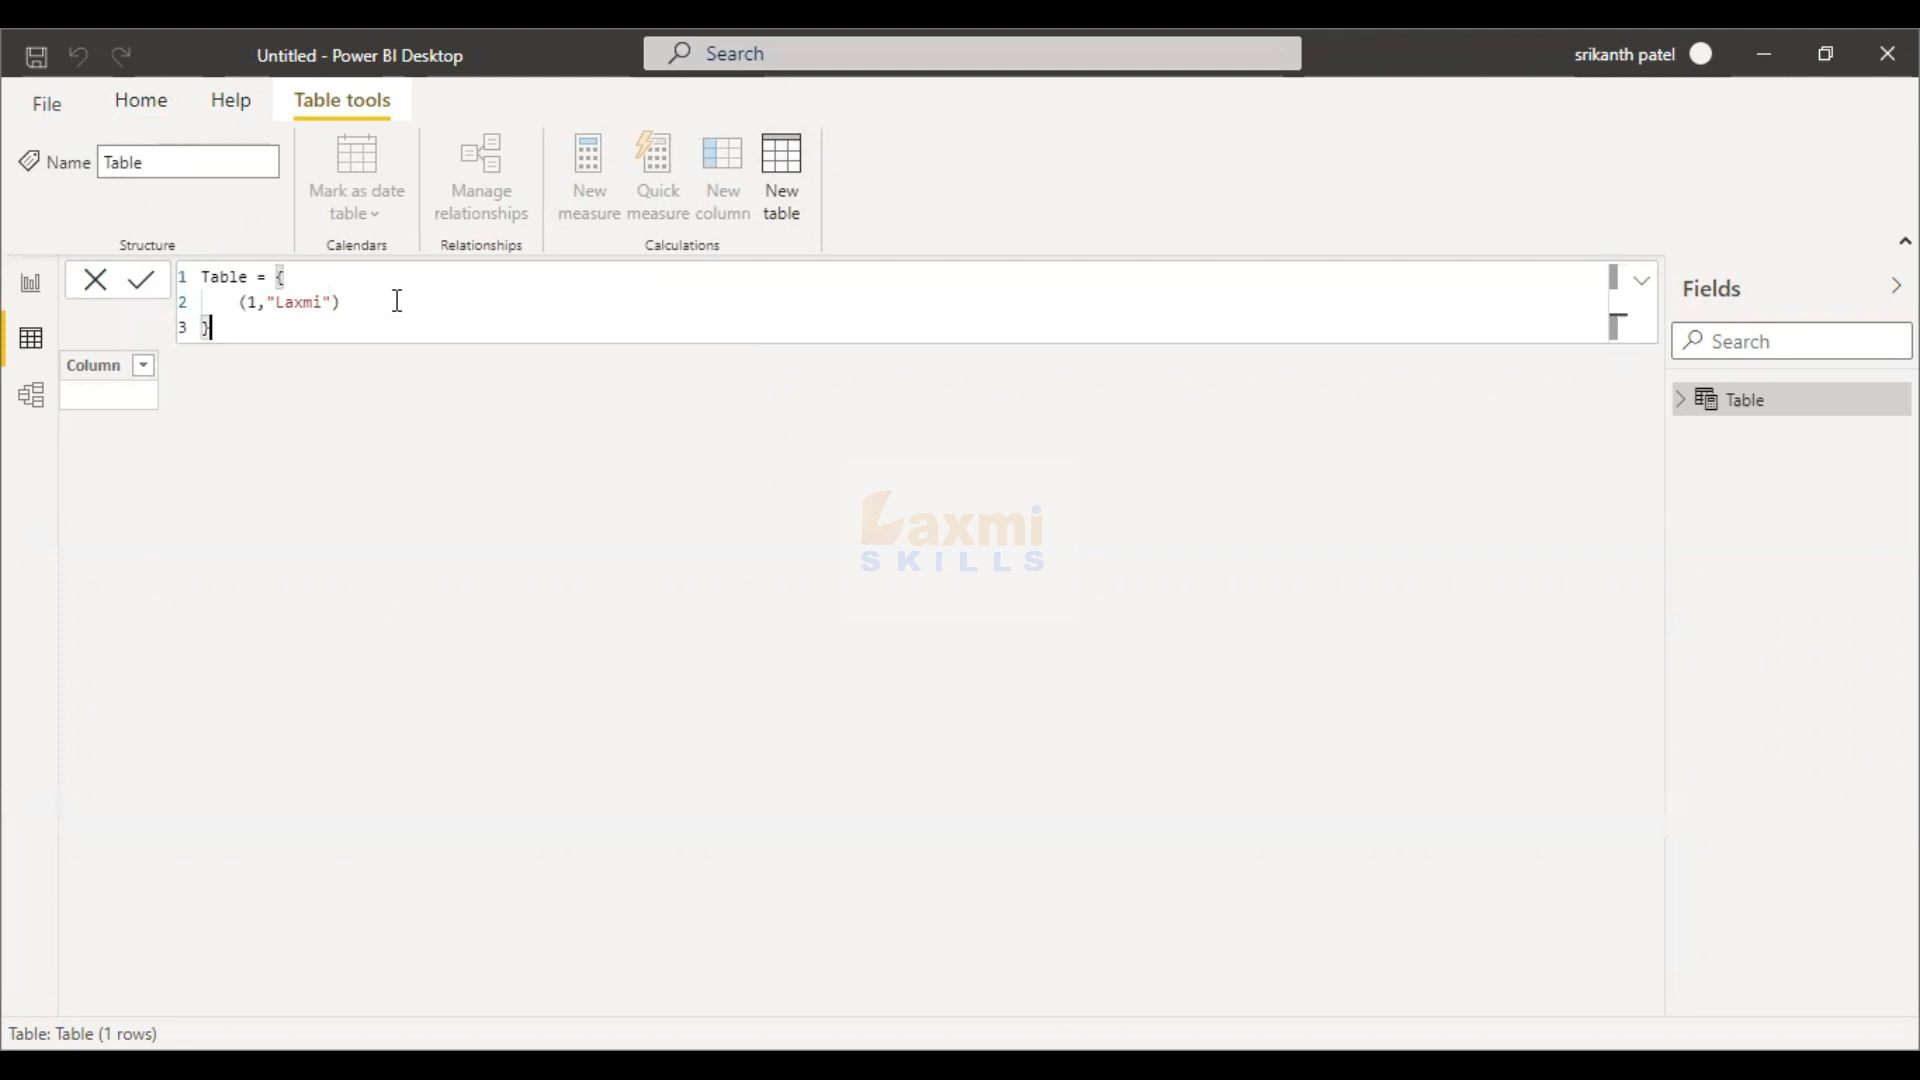 Untitled - Power BI Desktop
Search
srikanth patel
File
Home
Help
Table tools
Name
Table
Structure
Mark as date
table
Calendars
Manage
relationships
Relationships
New
measure
Quick
measure
New
column
New
table
Calculations
1 Table = {
2 (1,"Laxmi")
3 }
Column
Fields
Search
Table
Laxmi
SKILLS
Table: Table (1 rows)